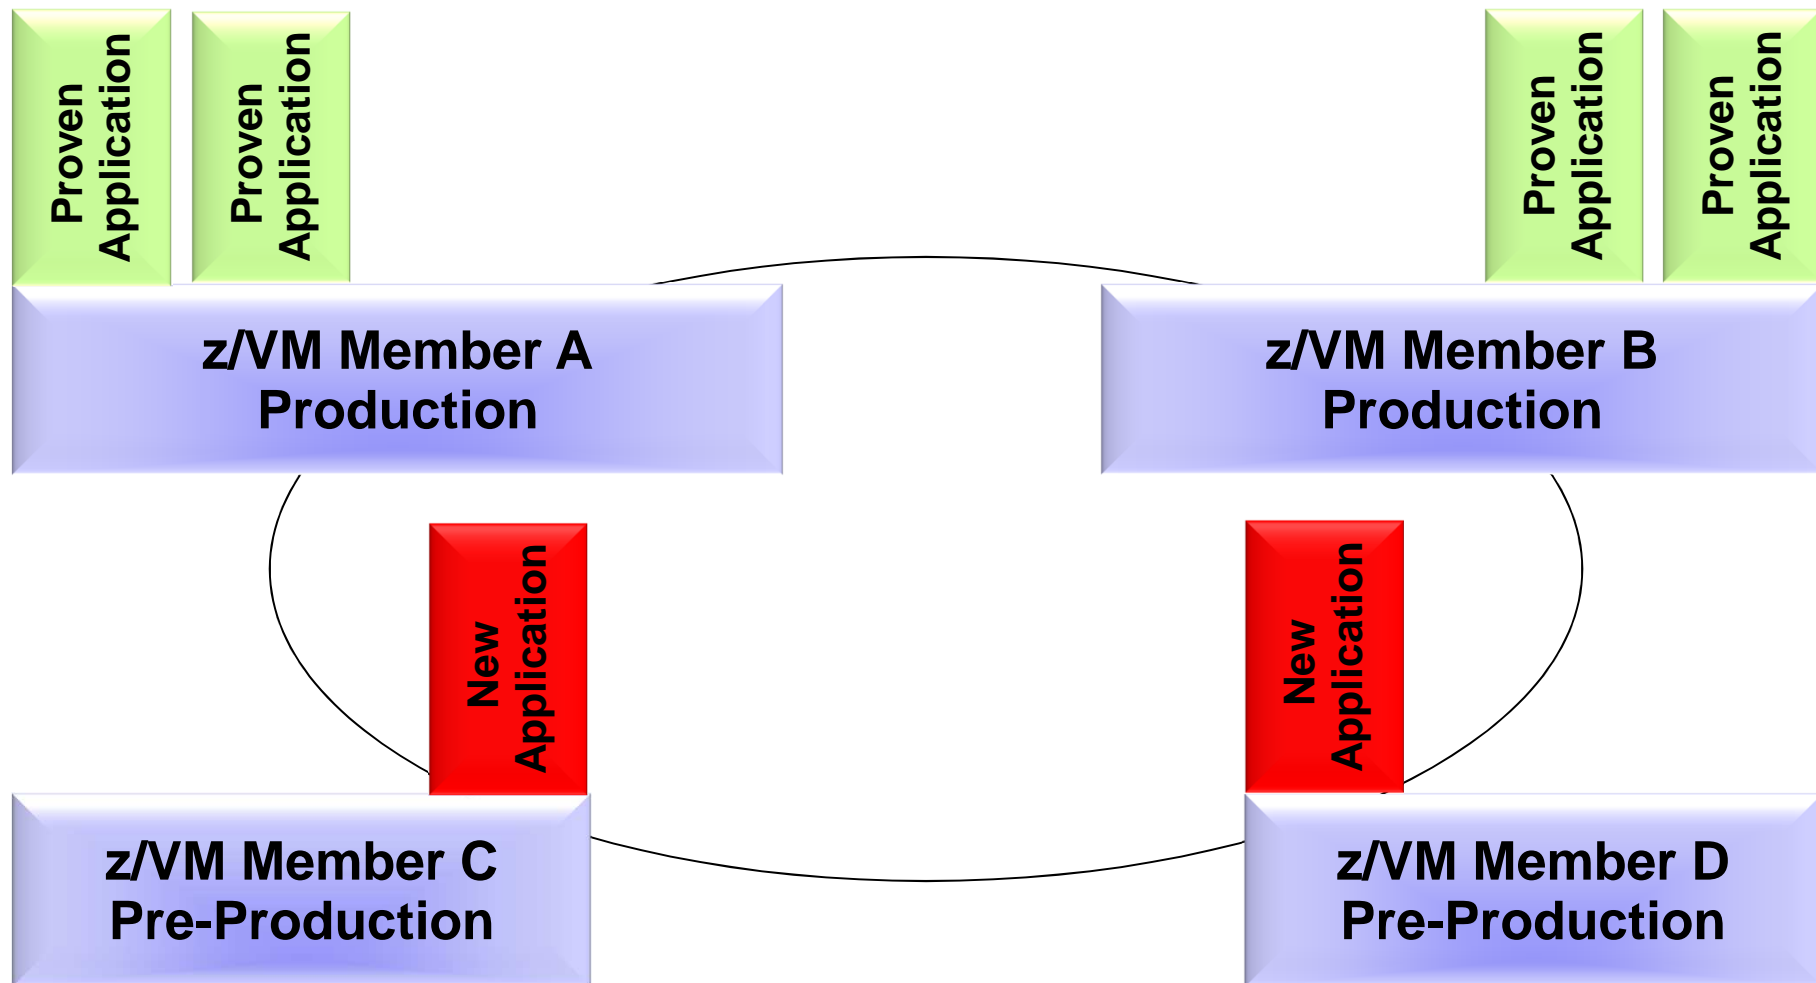 Proven
Application
Proven
Application
Proven
Application
Proven
Application
z/VM Member A
Production
z/VM Member B
Production
New
Application
New
Application
z/VM Member C
Pre-Production
z/VM Member D
Pre-Production